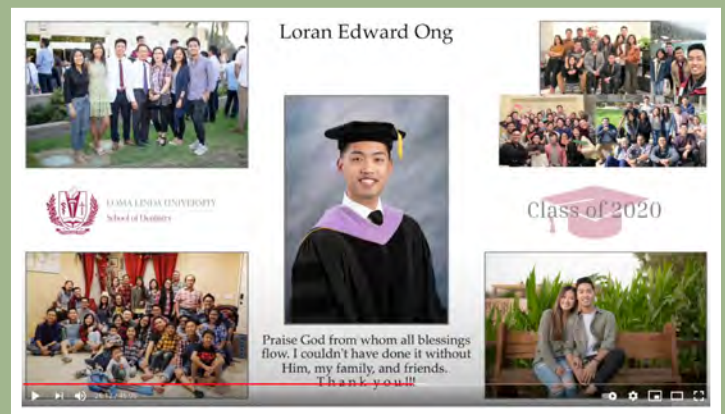 Loran Edward Ong
LOMA LINDA UNIVERSITY
School of Dentistry
Class of 2020
Praise God from whom all blessings
flow. I couldn't have done it without
Him, my family, and friends.
Thank you!!!